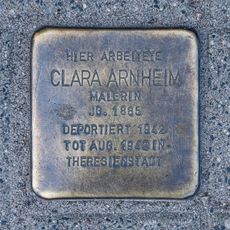 HIER ARBEITETE
CLARA ARNHEIM
MALERIN
JG. 1865
DEPORTIERT 1942
TOT AUG. 1942 IN
THERESIENSTADT